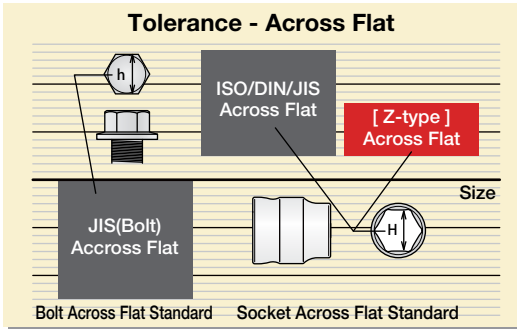 Tolerance - Across Flat
h
ISO/DIN/JIS
Across Flat
[ Z-type ]
Across Flat
Size
JIS(Bolt)
Accross Flat
H
Bolt Across Flat Standard
Socket Across Flat Standard